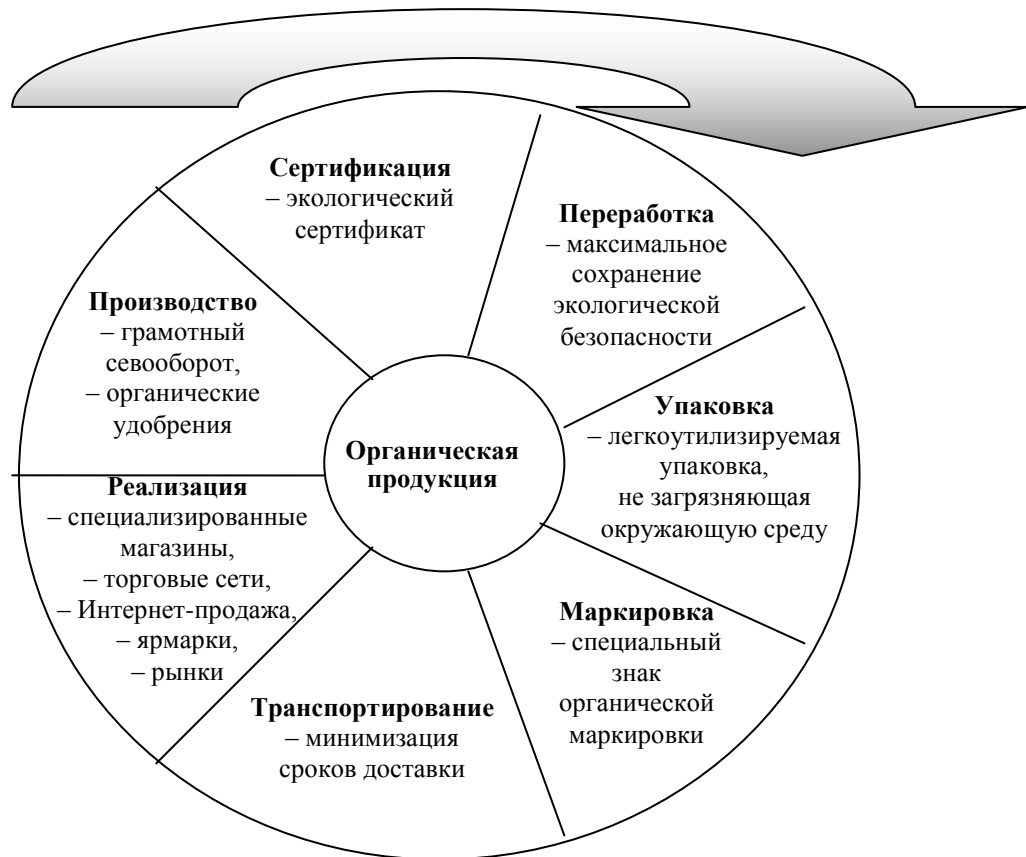 Сертификация
– экологический
сертификат
Переработка
– максимальное
сохранение
экологической
безопасности
Производство
– грамотный
севооборот,
– органические
удобрения
Упаковка
– легкоутилизируемая
упаковка,
не загрязняющая
окружающую среду
Органическая
продукция
Реализация
– специализированные
магазины,
– торговые сети,
– Интернет-продажа,
– ярмарки,
– рынки
Маркировка
– специальный
знак
органической
маркировки
Транспортирование
– минимизация
сроков доставки